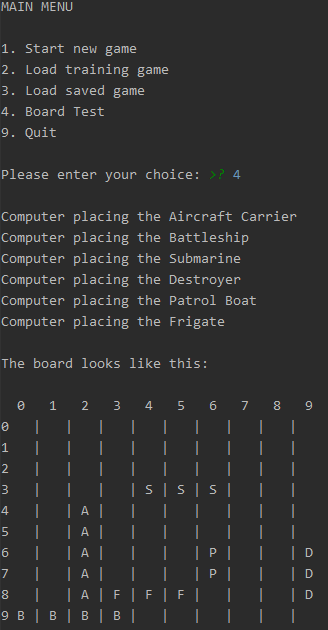 MAIN MENU
1. Start new game
2. Load training game
3. Load saved game
4. Board Test
9. Quit
Please enter your choice: >? 4
Computer placing the Aircraft Carrier
Computer placing the Battleship
Computer placing the Submarine
Computer placing the Destroyer
Computer placing the Patrol Boat
Computer placing the Frigate
The board looks like this:
  0   1   2   3   4   5   6   7   8   9
0   |   |   |   |   |   |   |   |   |
1   |   |   |   |   |   |   |   |   |
2   |   |   |   |   |   |   |   |   |
3   |   |   |   | S | S | S |   |   |
4   |   | A |   |   |   |   |   |   |
5   |   | A |   |   |   |   |   |   |
6   |   | A |   |   |   | P |   |   | D
7   |   | A |   |   |   | P |   |   | D
8   |   | A | F | F | F |   |   |   | D
9 B | B | B | B |   |   |   |   |   |